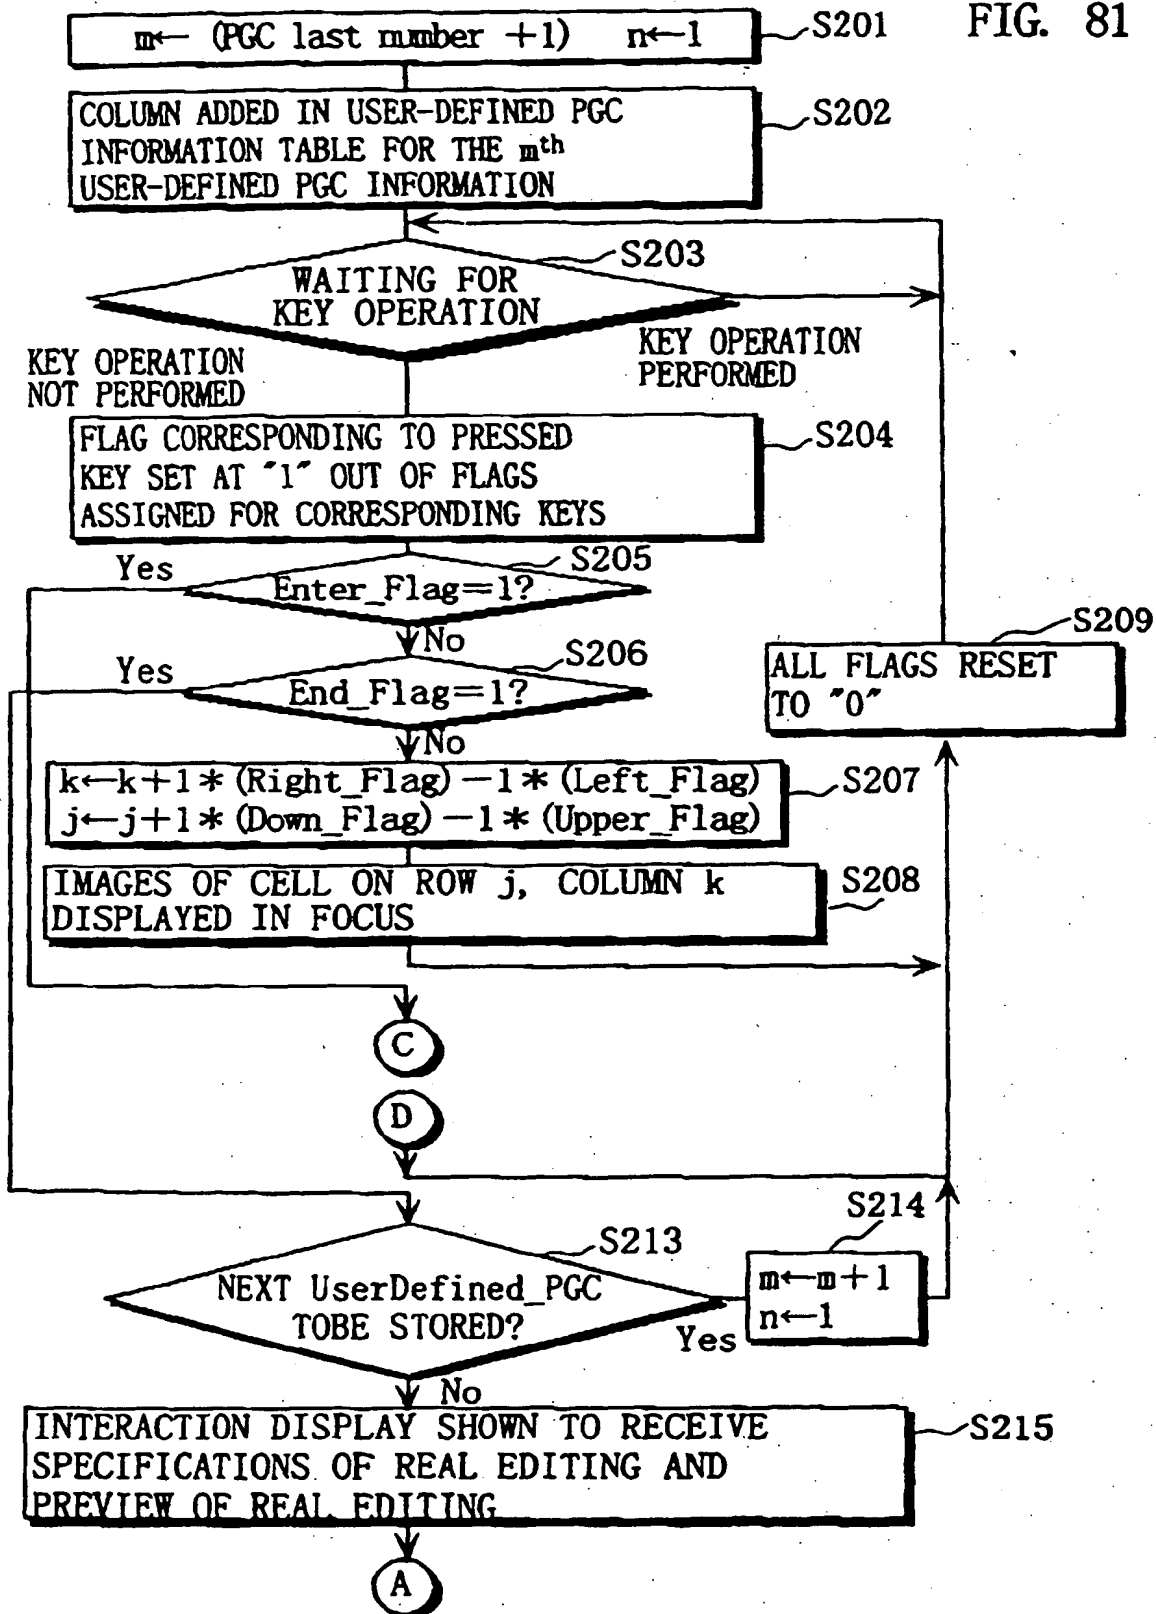 FIG. 81
m← (PGC last number +1) n←1
S201
COLUMN ADDED IN USER-DEFINED PGC
INFORMATION TABLE FOR THE mth
USER-DEFINED PGC INFORMATION
S202
S203
WAITING FOR
KEY OPERATION
KEY OPERATION
NOT PERFORMED
KEY OPERATION
PERFORMED
FLAG CORRESPONDING TO PRESSED
KEY SET AT "1" OUT OF FLAGS
ASSIGNED FOR CORRESPONDING KEYS
S204
Yes
S205
Enter_Flag=1?
No
Yes
S206
End_Flag=1?
No
S209
ALL FLAGS RESET
TO "0"
k←k+1*(Right_Flag)-1*(Left_Flag)
j←j+1*(Down_Flag)-1*(Upper_Flag)
S207
IMAGES OF CELL ON ROW j, COLUMN k
DISPLAYED IN FOCUS
S208
C
D
S213
NEXT UserDefined_PGC
TOBE STORED?
Yes
S214
m←m+1
n←1
No
INTERACTION DISPLAY SHOWN TO RECEIVE
SPECIFICATIONS OF REAL EDITING AND
PREVIEW OF REAL EDITING
S215
A